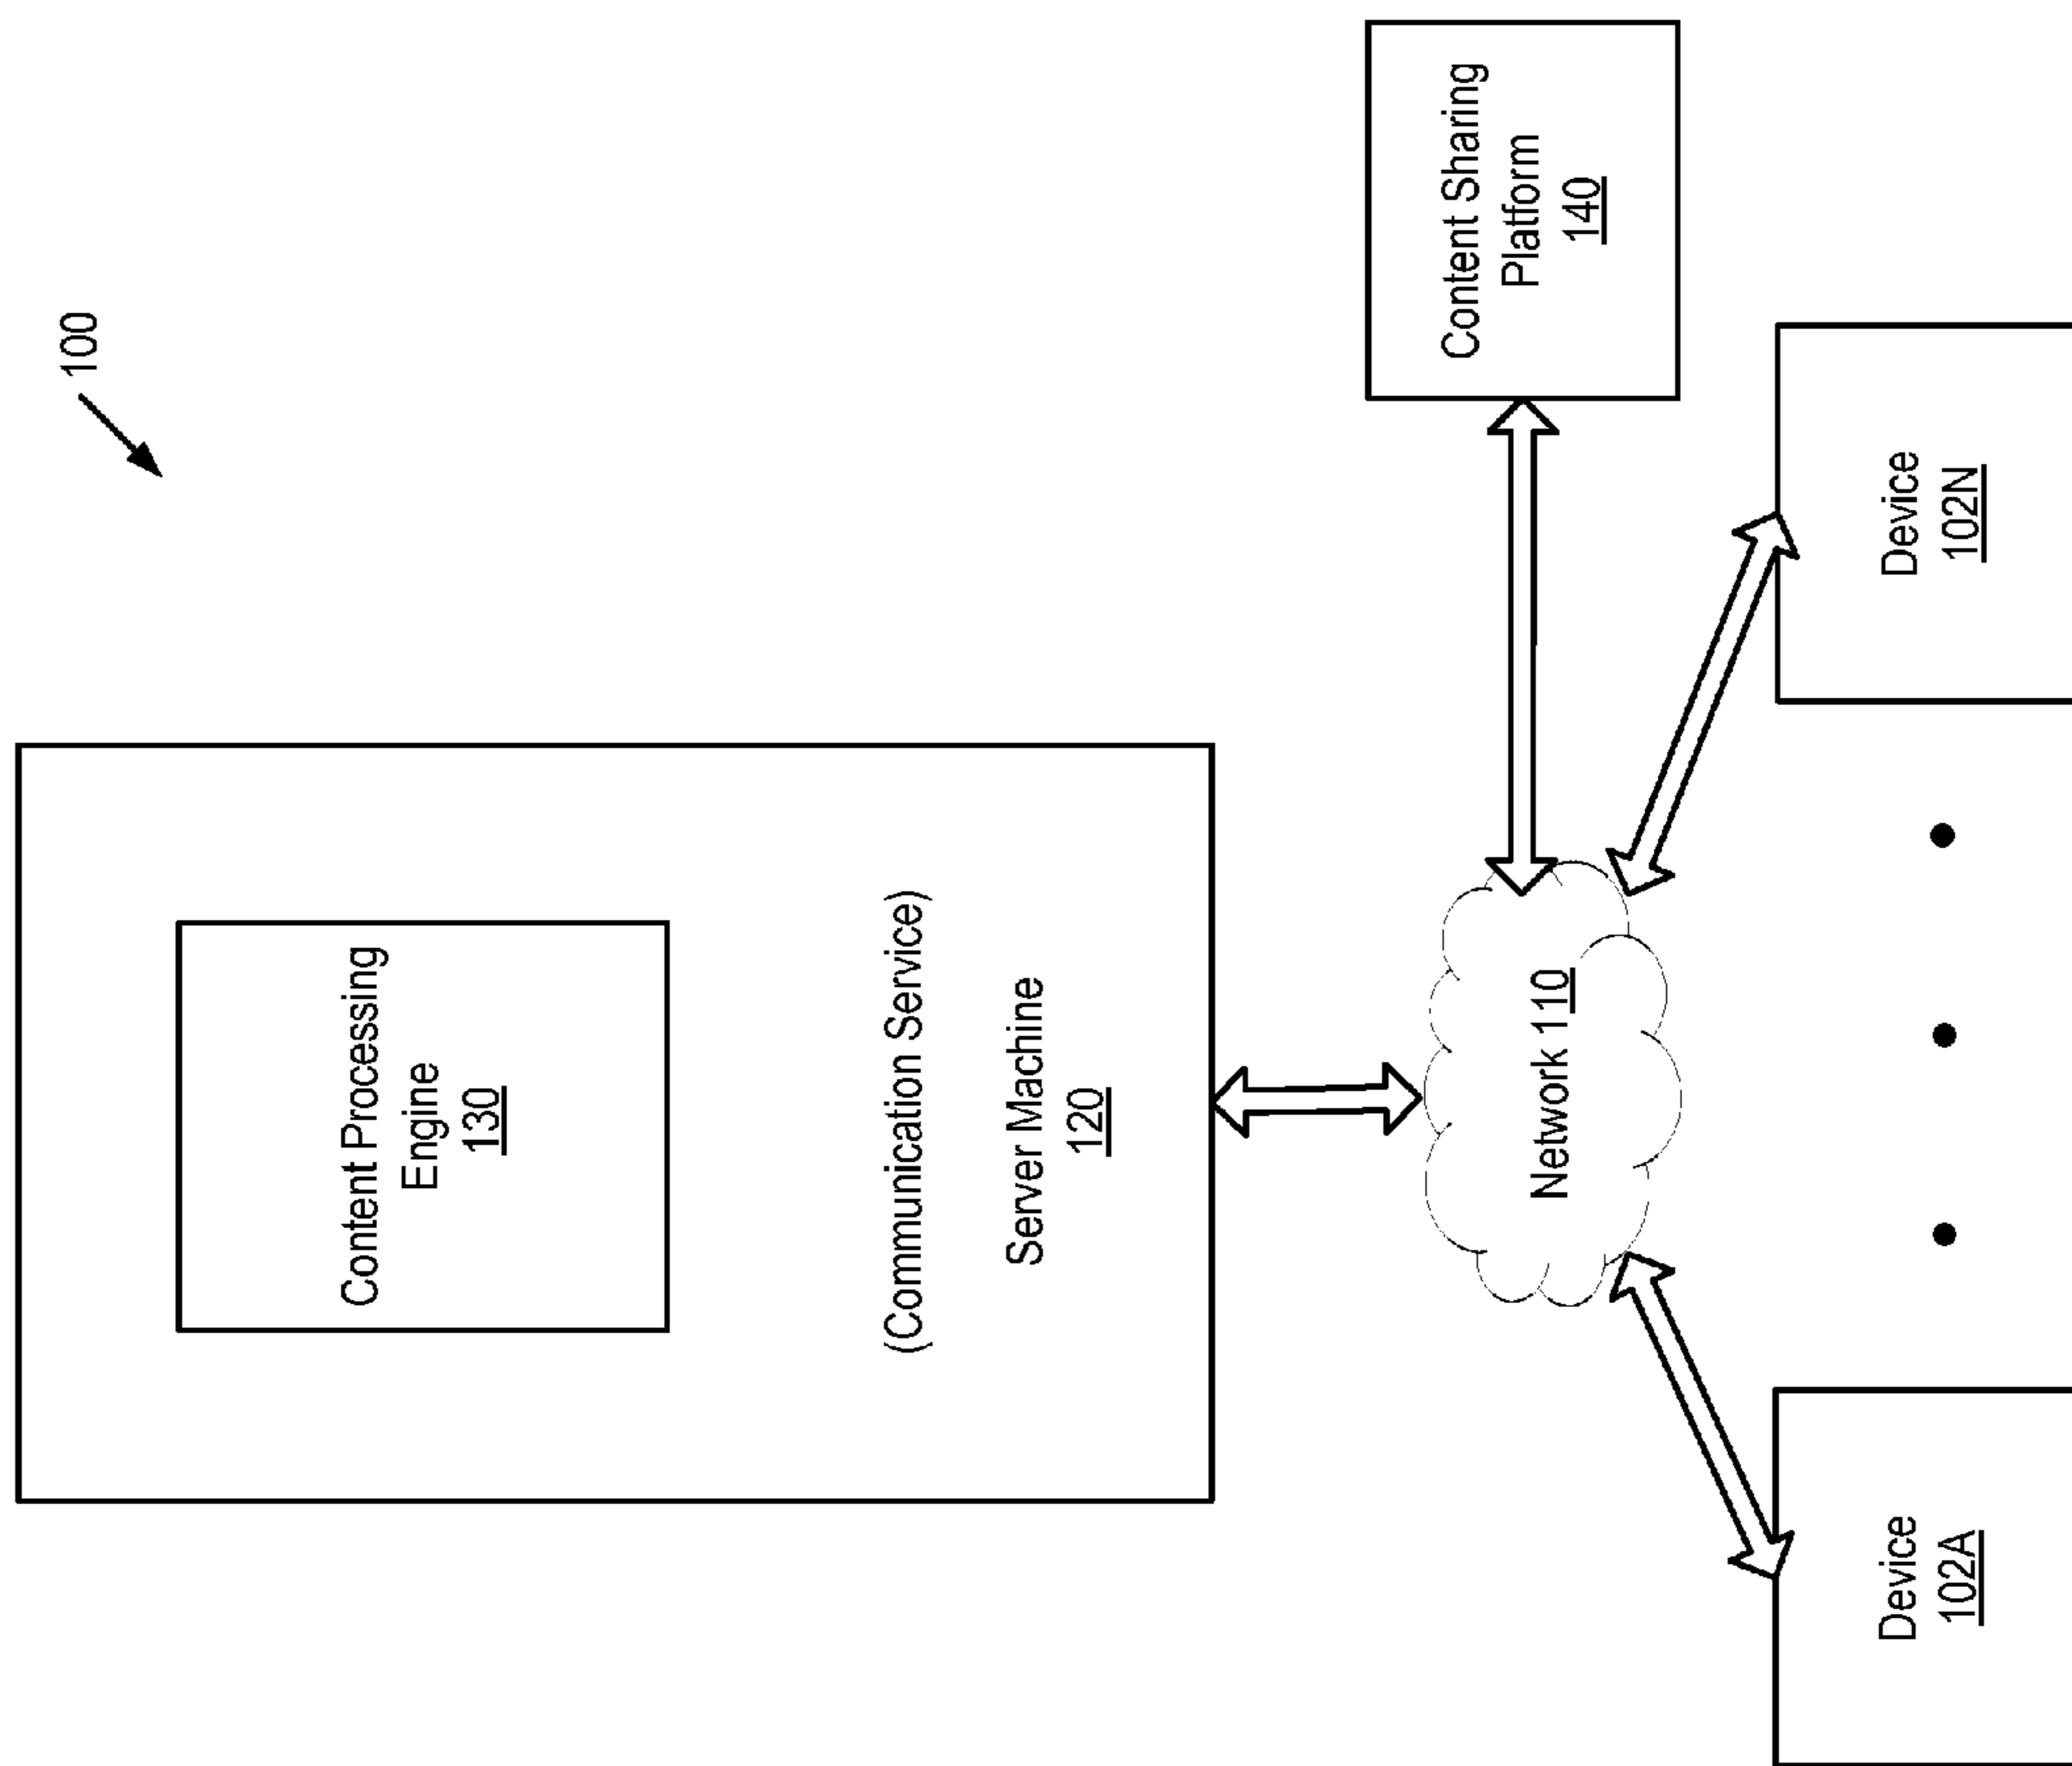 100
Content Processing
Engine
130
(Communication Service)
Server Machine
120
Content Sharing
Platform
140
Network 110
Device
102A
Device
102N